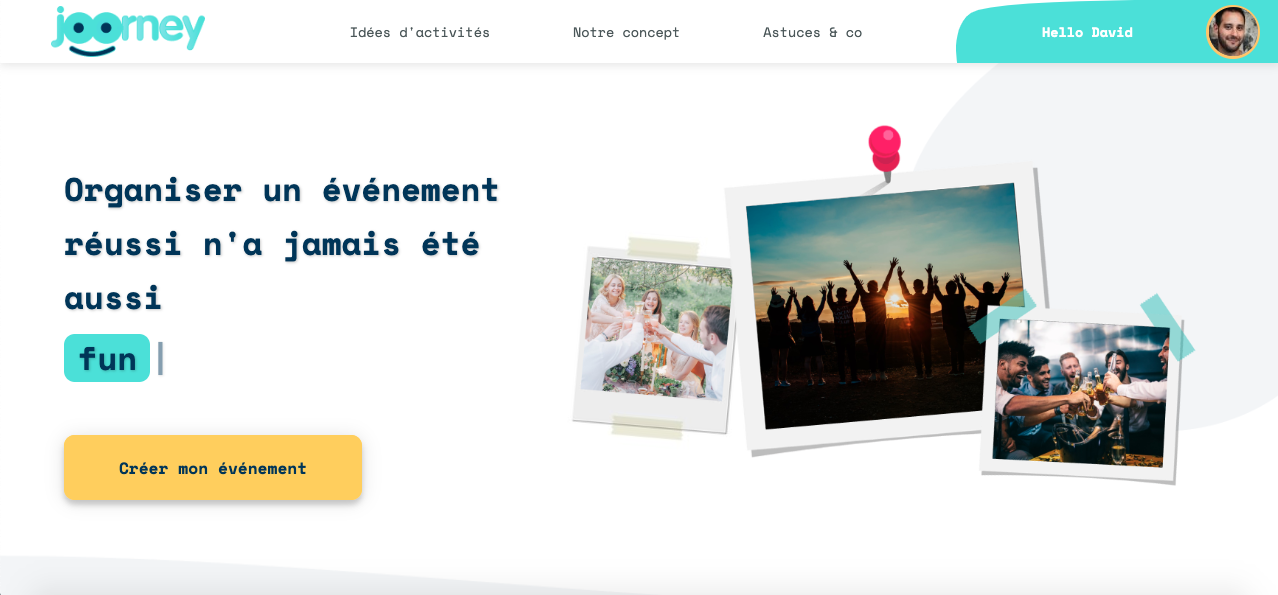 joorney
Idées d'activités
Notre concept
Astuces & co
Hello David
Organiser un événement
réussi n'a jamais été
aussi
fun
Créer mon événement